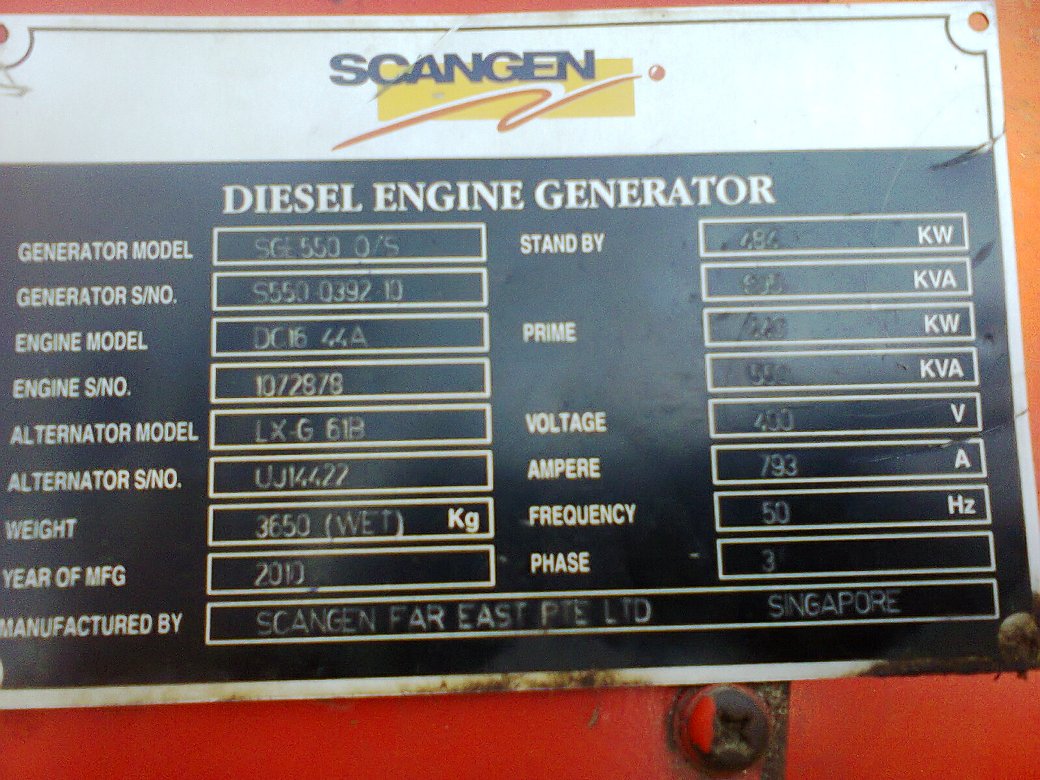 SCANGEN
DIESEL ENGINE GENERATOR
GENERATOR MODEL SGE550 O/S
GENERATOR S/NO. S550 0392 10
ENGINE MODEL DC16 44A
ENGINE S/NO. 1072878
ALTERNATOR MODEL LX-G 61B
ALTERNATOR S/NO. UJ14422
WEIGHT 3650 (WET) Kg
YEAR OF MFG 2010
STAND BY 484 KW
KVA
PRIME KW
KVA
VOLTAGE 400 V
AMPERE 793 A
FREQUENCY 50 Hz
PHASE 3
MANUFACTURED BY SCANGEN FAR EAST PTE LTD SINGAPORE